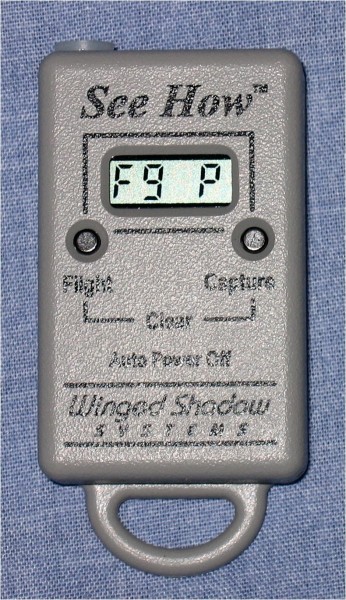 See How™
F9 P
Flight Capture
Clear
Auto Power Off
Winged Shadow
SYSTEMS